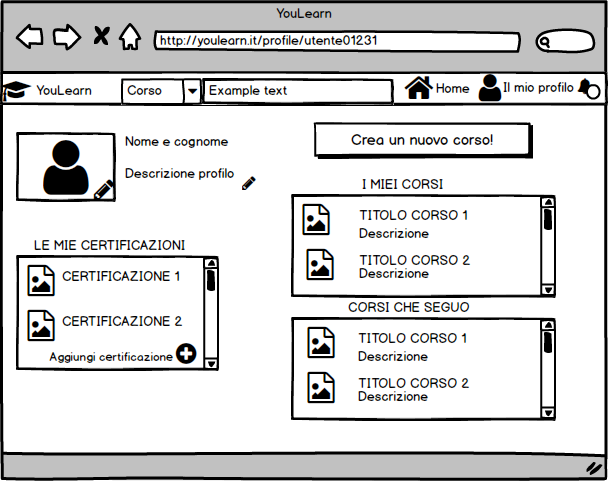 YouLearn
http://youlearn.it/profile/utente01231
YouLearn
Corso
Example text
Home
Il mio profilo
Nome e cognome
Descrizione profilo
Crea un nuovo corso!
I MIEI CORSI
TITOLO CORSO 1
Descrizione
TITOLO CORSO 2
Descrizione
LE MIE CERTIFICAZIONI
CERTIFICAZIONE 1
CERTIFICAZIONE 2
Aggiungi certificazione
CORSI CHE SEGUO
TITOLO CORSO 1
Descrizione
TITOLO CORSO 2
Descrizione